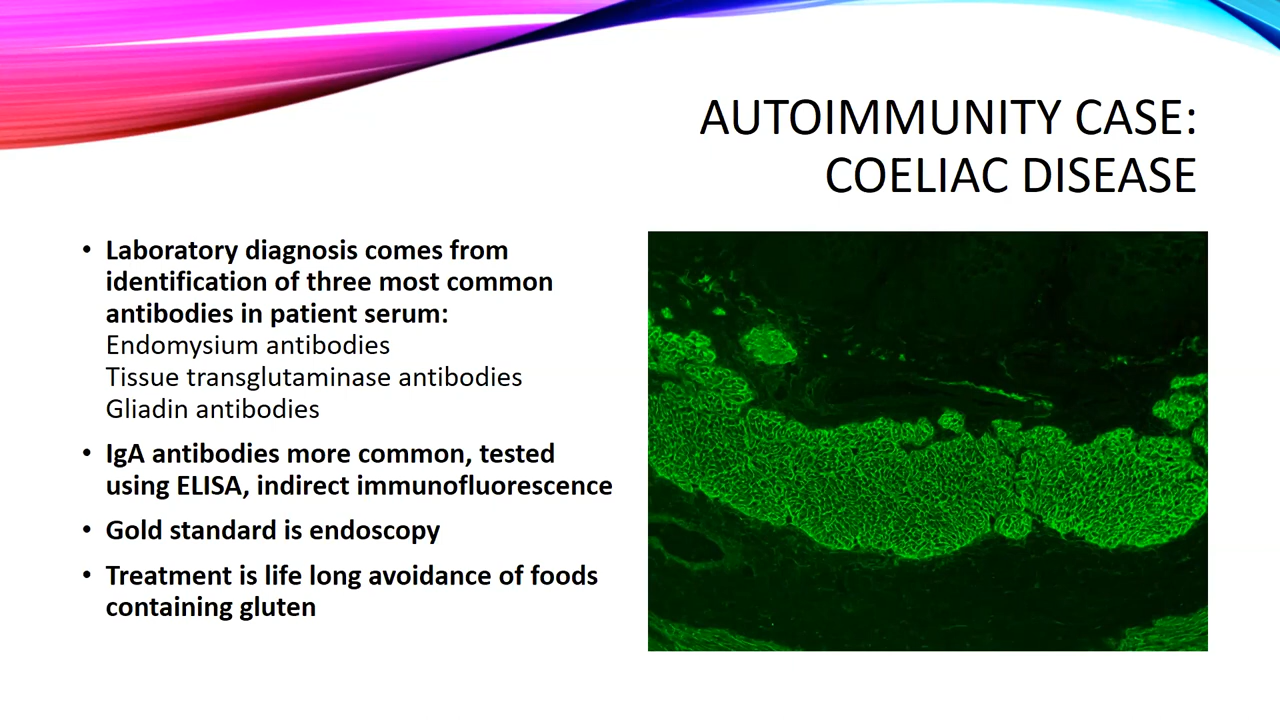 AUTOIMMUNITY CASE:
COELIAC DISEASE
• Laboratory diagnosis comes from
identification of three most common
antibodies in patient serum:
Endomysium antibodies
Tissue transglutaminase antibodies
Gliadin antibodies
• IgA antibodies more common, tested
using ELISA, indirect immunofluorescence
• Gold standard is endoscopy
• Treatment is life long avoidance of foods
containing gluten